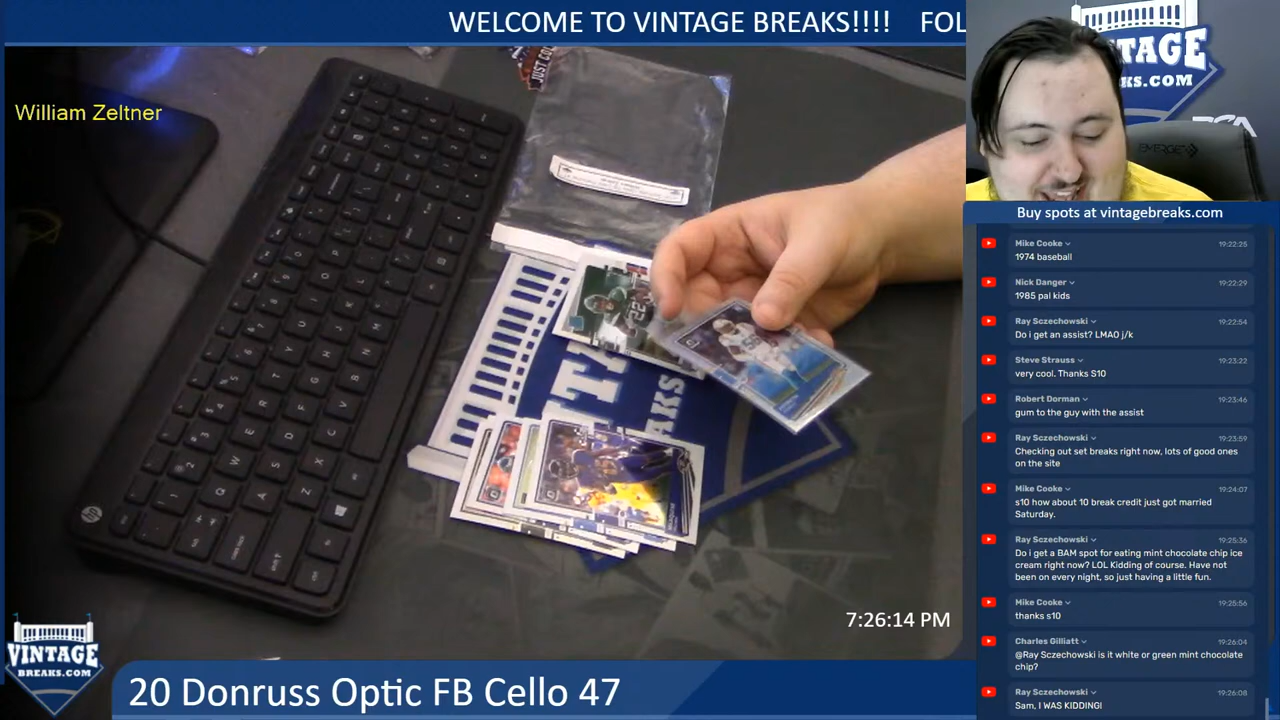 WELCOME TO VINTAGE BREAKS!!!! FOL
William Zeltner
JUST
TAGE
KS.COM
PSA
EMERGE
Buy spots at vintagebreaks.com
Mike Cooke 19:22:25
1974 baseball
Nick Danger 19:22:29
1985 pal kids
Ray Sczechowski 19:22:54
Do i get an assist? LMAO j/k
Steve Strauss 19:23:22
very cool. Thanks S10
Robert Dorman 19:23:46
gum to the guy with the assist
Ray Sczechowski 19:23:59
Checking out set breaks right now, lots of good ones
on the site
Mike Cooke 19:24:07
s10 how about 10 break credit just got married
Saturday.
Ray Sczechowski 19:25:36
Do i get a BAM spot for eating mint chocolate chip ice
cream right now? LOL Kidding of course. Have not
been on every night, so just having a little fun.
Mike Cooke 19:25:56
thanks s10
Charles Gilliatt 19:26:04
@Ray Sczechowski is it white or green mint chocolate
chip?
Ray Sczechowski 19:26:08
Sam, I WAS KIDDING!
22
AKS
hp
7:26:14 PM
VINTAGE
BREAKS.COM
20 Donruss Optic FB Cello 47